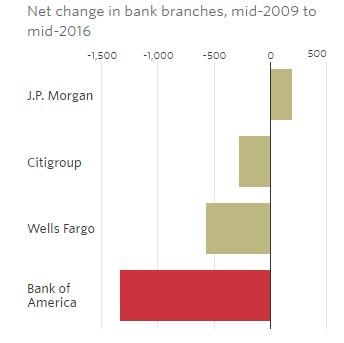 Net change in bank branches, mid-2009 to
mid-2016
-1,500 -1,000 -500 0 500
J.P. Morgan
Citigroup
Wells Fargo
Bank of
America